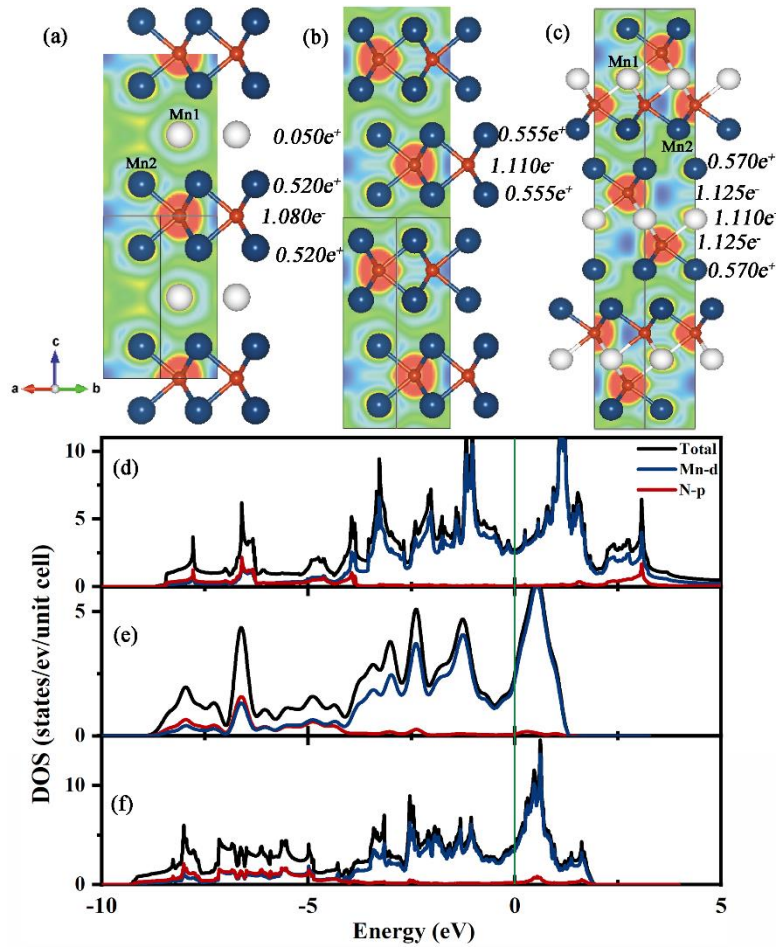 (a)
(b)
(c)
Mn1
Mn1
Mn2
Mn2
0.050e⁺
0.520e⁺
1.080e⁻
0.520e⁺
0.555e⁺
1.110e⁻
0.555e⁺
0.570e⁺
1.125e⁻
1.110e⁻
1.125e⁻
0.570e⁺
c
a
b
DOS (states/ev/unit cell)
10
5
0
(d)
Total
Mn-d
N-p
5
0
(e)
10
0
(f)
-10
-5
0
5
Energy (eV)